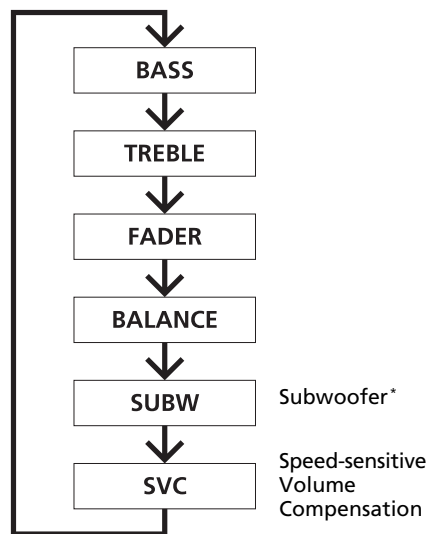 BASS
TREBLE
FADER
BALANCE
SUBW
Subwoofer*
SVC
Speed-sensitive
Volume
Compensation